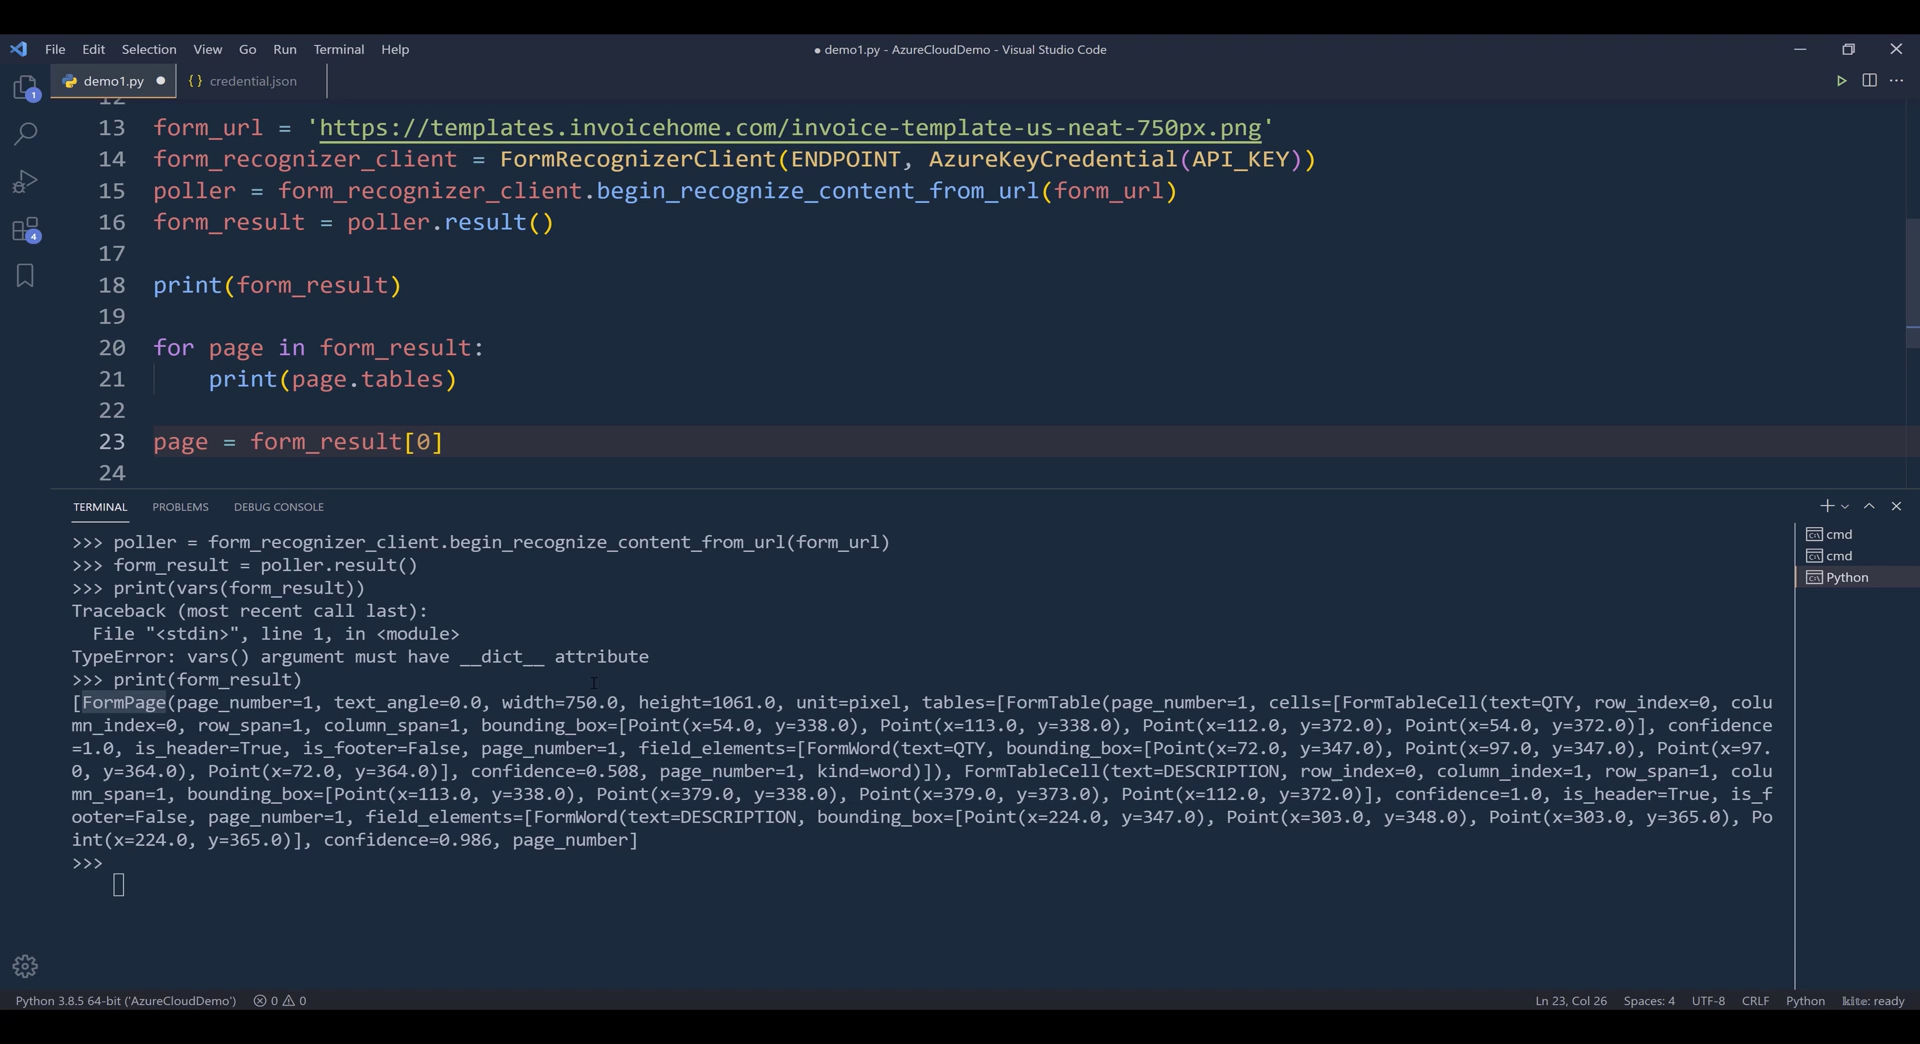 File Edit Selection View Go Run Terminal Help
● demo1.py - AzureCloudDemo - Visual Studio Code
demo1.py ● {} credential.json
1
12
13 form_url = 'https://templates.invoicehome.com/invoice-template-us-neat-750px.png'
14 form_recognizer_client = FormRecognizerClient(ENDPOINT, AzureKeyCredential(API_KEY))
15 poller = form_recognizer_client.begin_recognize_content_from_url(form_url)
16 form_result = poller.result()
4
17
18 print(form_result)
19
20 for page in form_result:
21 print(page.tables)
22
23 page = form_result[0]
24
TERMINAL PROBLEMS DEBUG CONSOLE
>>> poller = form_recognizer_client.begin_recognize_content_from_url(form_url)
>>> form_result = poller.result()
>>> print(vars(form_result))
Traceback (most recent call last):
  File "<stdin>", line 1, in <module>
TypeError: vars() argument must have __dict__ attribute
>>> print(form_result)
[FormPage(page_number=1, text_angle=0.0, width=750.0, height=1061.0, unit=pixel, tables=[FormTable(page_number=1, cells=[FormTableCell(text=QTY, row_index=0, colu
mn_index=0, row_span=1, column_span=1, bounding_box=[Point(x=54.0, y=338.0), Point(x=113.0, y=338.0), Point(x=112.0, y=372.0), Point(x=54.0, y=372.0)], confidence
=1.0, is_header=True, is_footer=False, page_number=1, field_elements=[FormWord(text=QTY, bounding_box=[Point(x=72.0, y=347.0), Point(x=97.0, y=347.0), Point(x=97.
0, y=364.0), Point(x=72.0, y=364.0)], confidence=0.508, page_number=1, kind=word)]), FormTableCell(text=DESCRIPTION, row_index=0, column_index=1, row_span=1, colu
mn_span=1, bounding_box=[Point(x=113.0, y=338.0), Point(x=379.0, y=338.0), Point(x=379.0, y=373.0), Point(x=112.0, y=372.0)], confidence=1.0, is_header=True, is_f
ooter=False, page_number=1, field_elements=[FormWord(text=DESCRIPTION, bounding_box=[Point(x=224.0, y=347.0), Point(x=303.0, y=348.0), Point(x=303.0, y=365.0), Po
int(x=224.0, y=365.0)], confidence=0.986, page_number]
>>>
cmd
cmd
Python
Python 3.8.5 64-bit ('AzureCloudDemo') 0 0
Ln 23, Col 26 Spaces: 4 UTF-8 CRLF Python kite: ready